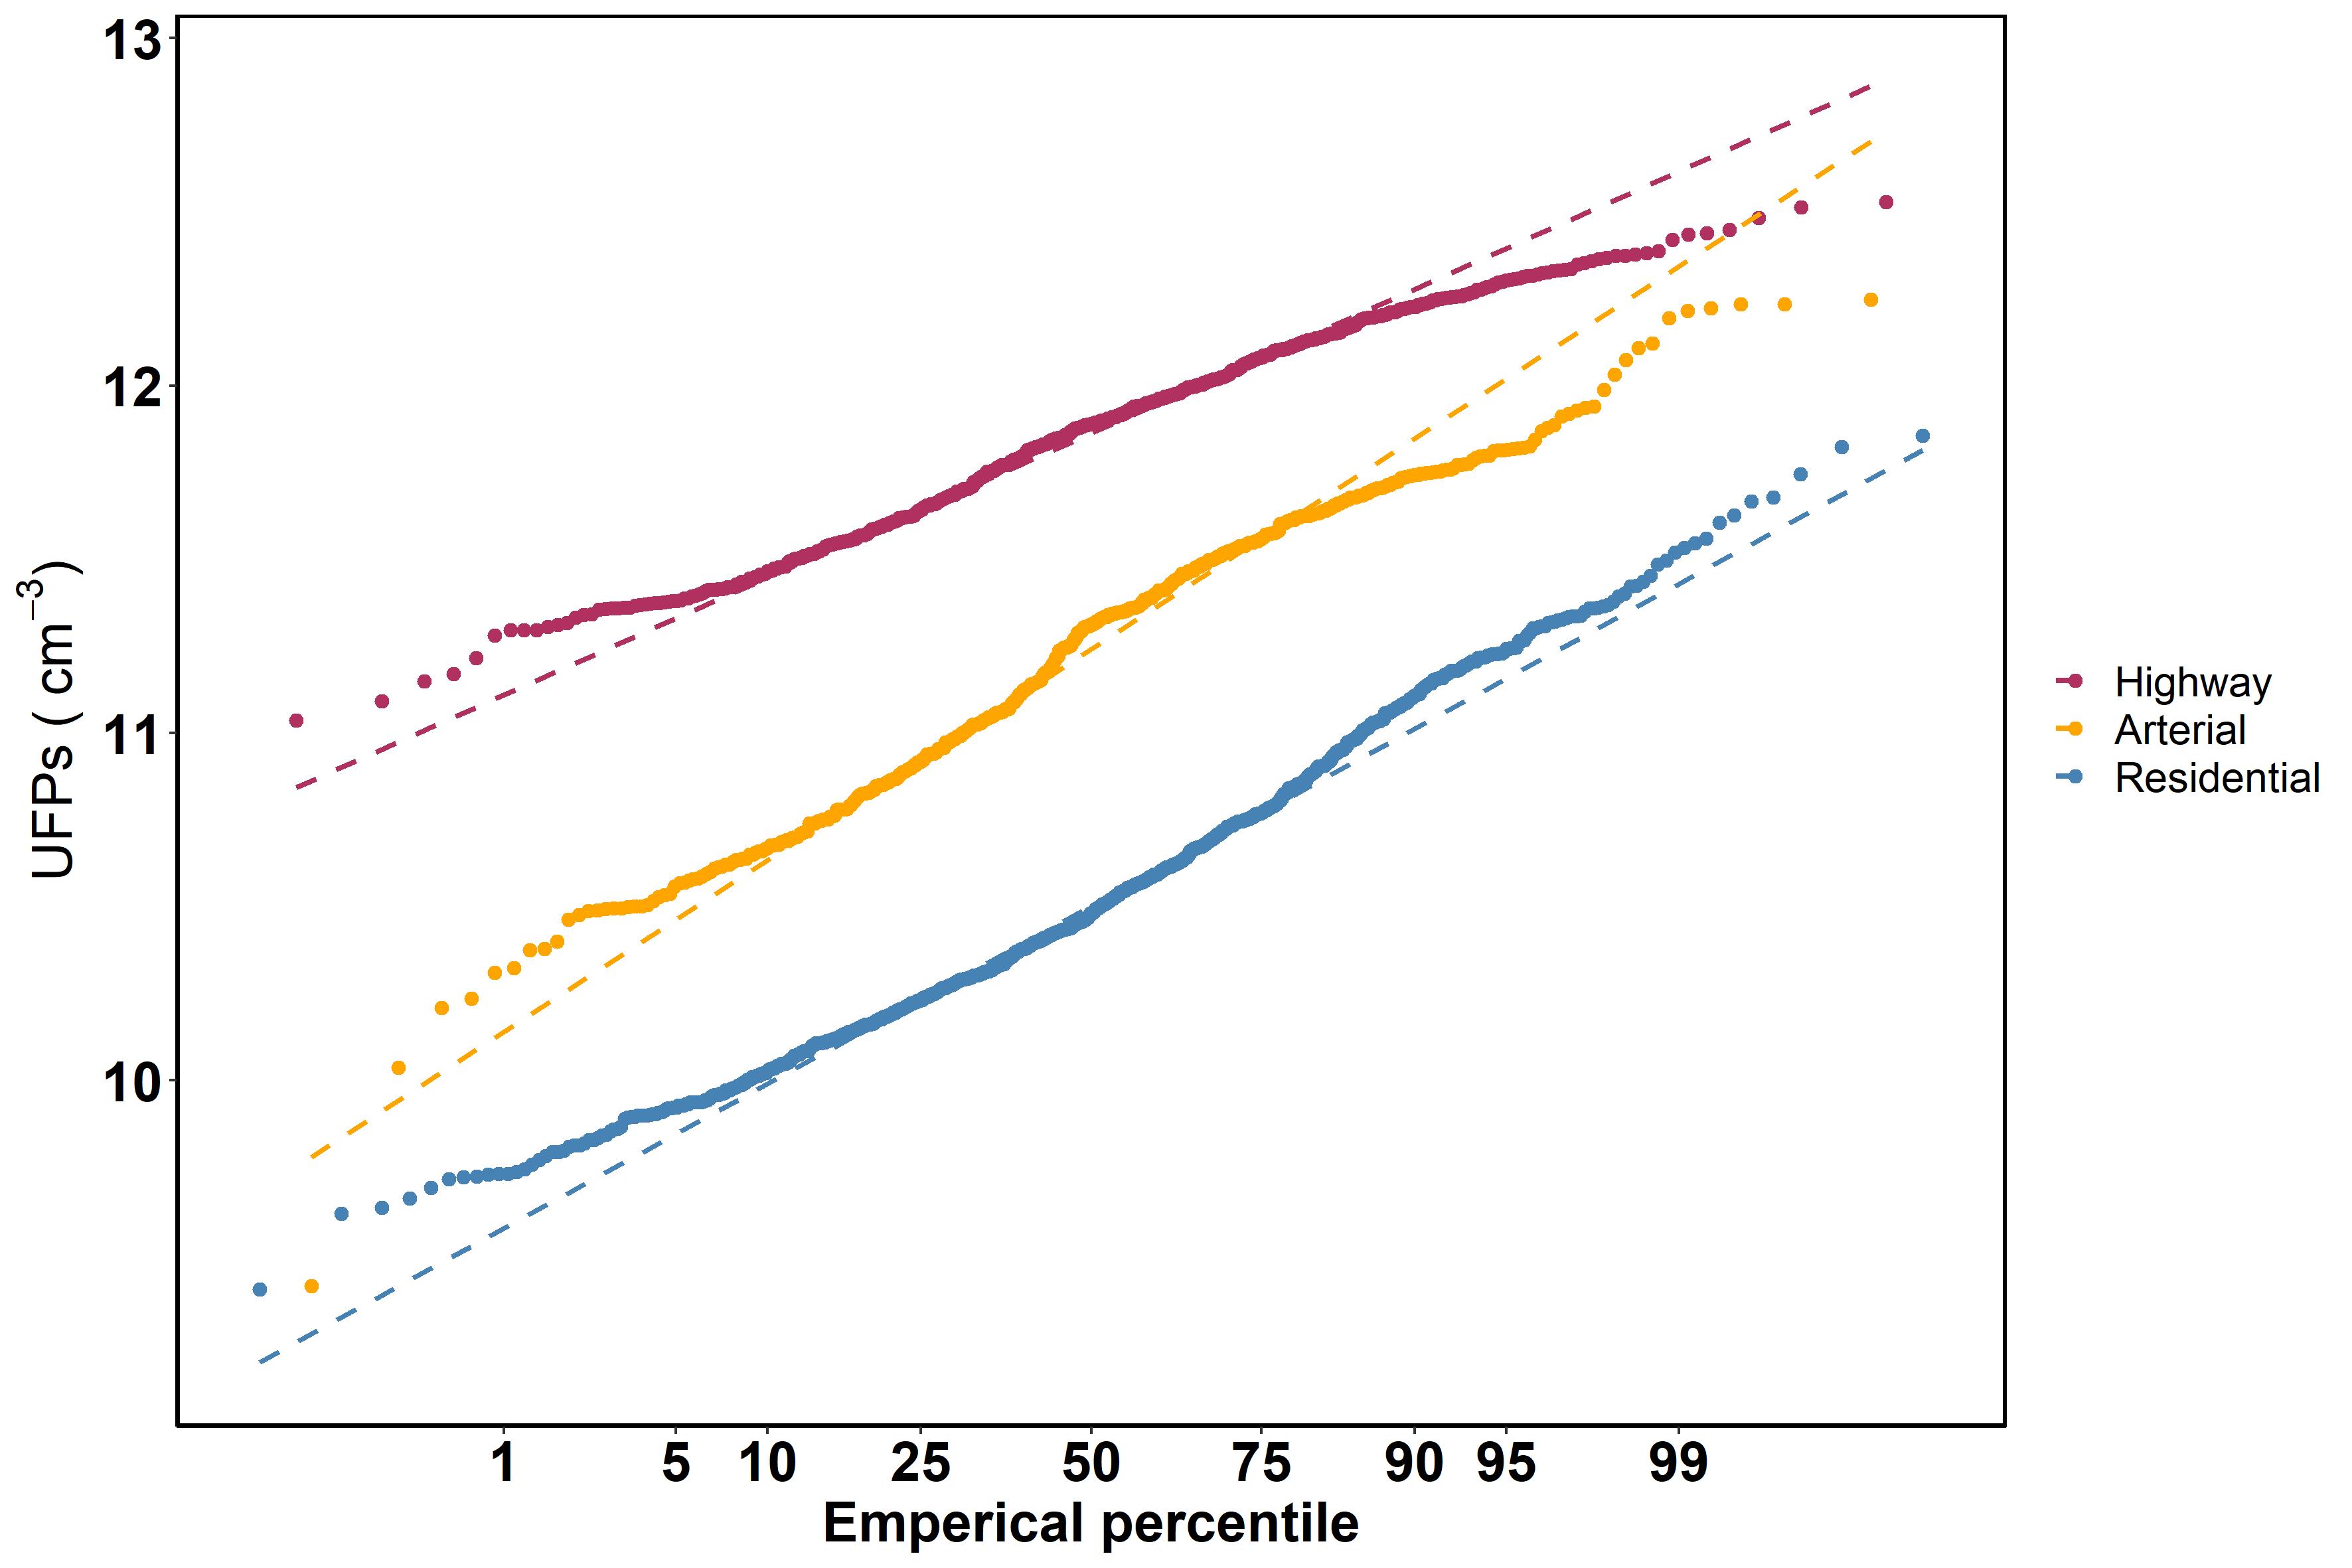 13
12
11
10
UFPs ( cm⁻³)
1 5 10 25 50 75 90 95 99
Emperical percentile
Highway
Arterial
Residential